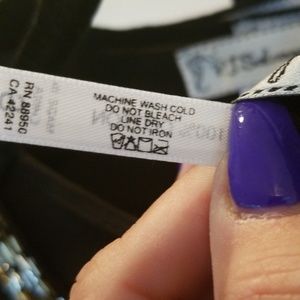 MACHINE WASH COLD
DO NOT BLEACH
LINE DRY
DO NOT IRON
RN 88950
CA 42241